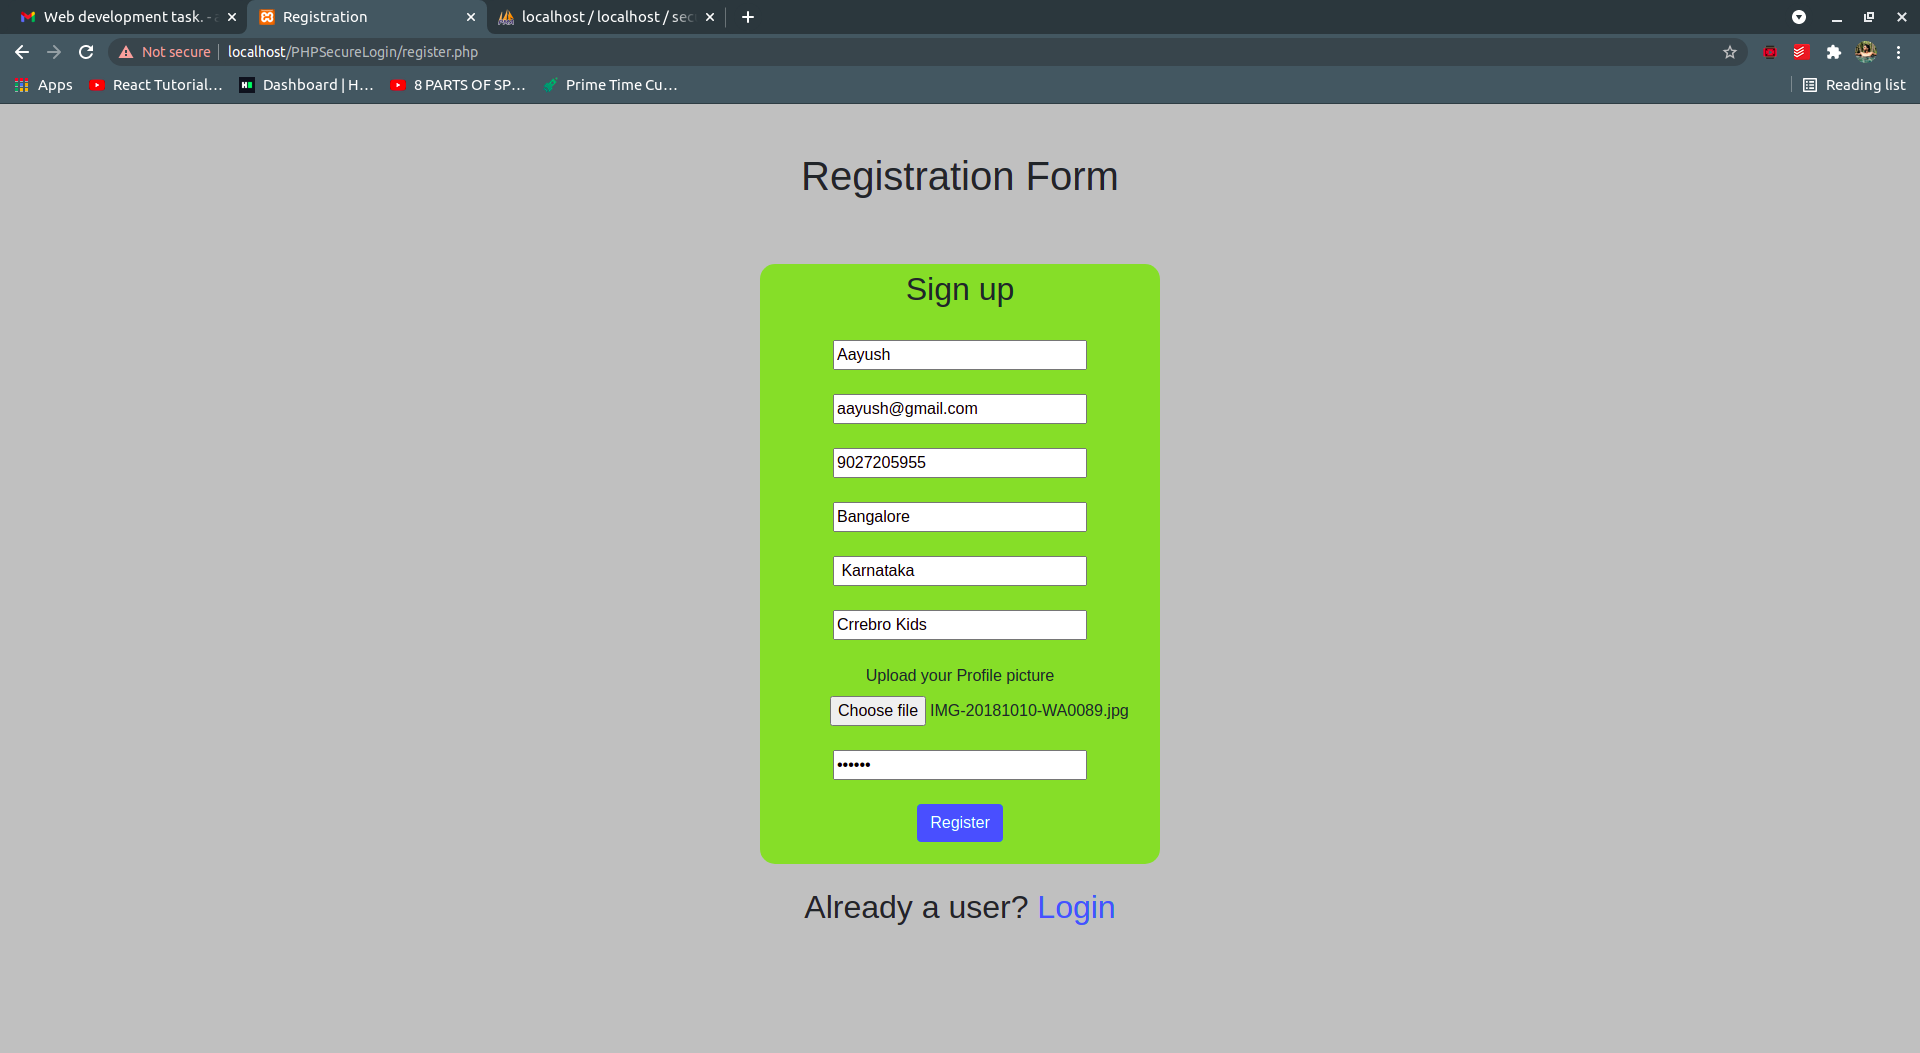 Web development task. -
Registration
localhost / localhost / sec
Not secure
localhost/PHPSecureLogin/register.php
Apps
React Tutorial...
Dashboard | H...
8 PARTS OF SP...
Prime Time Cu...
Reading list
Registration Form
Sign up
Aayush
aayush@gmail.com
9027205955
Bangalore
Karnataka
Crrebro Kids
Upload your Profile picture
Choose file IMG-20181010-WA0089.jpg
••••••
Register
Already a user? Login